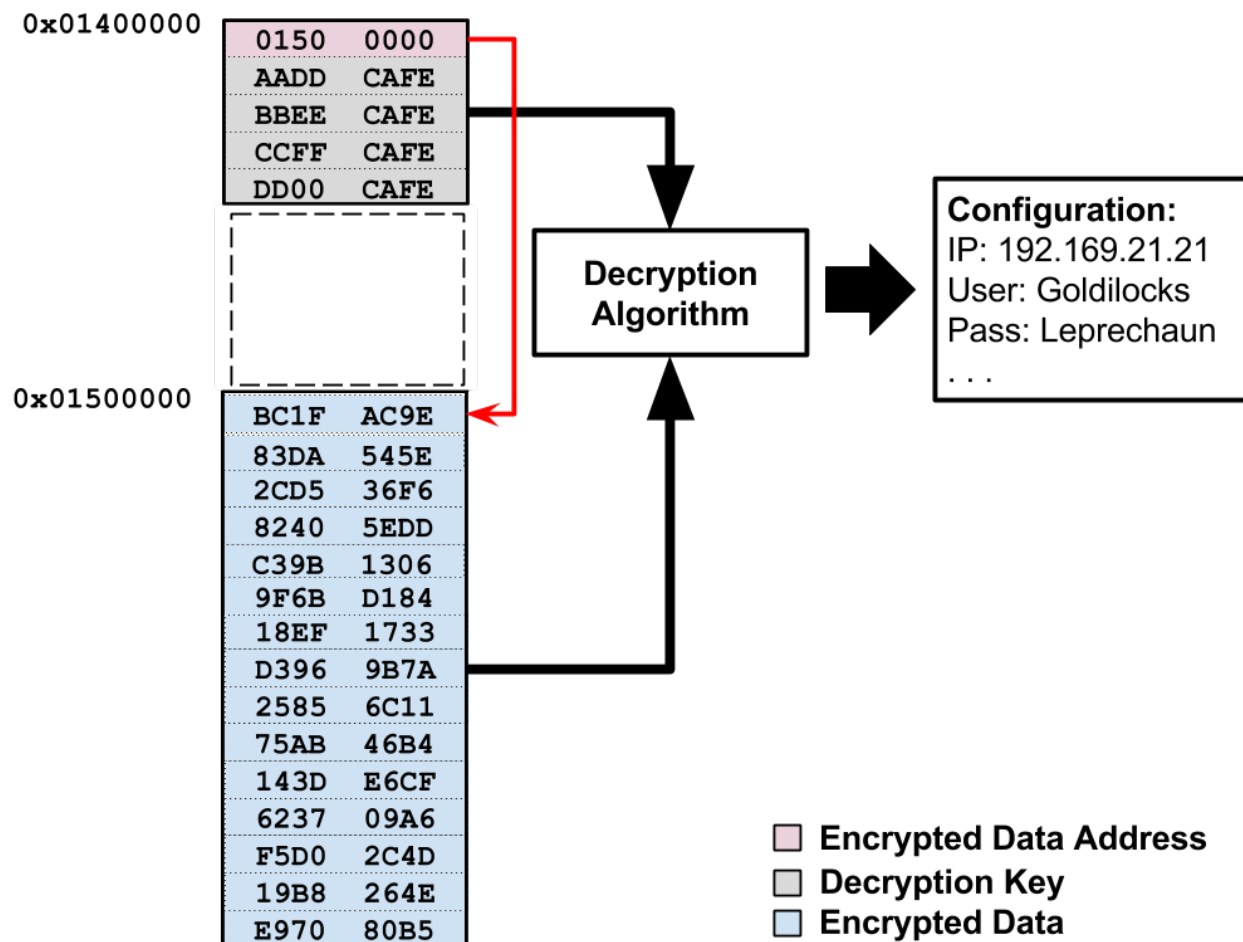 0x01400000
0150 0000
AADD CAFE
BBEE CAFE
CCFF CAFE
DD00 CAFE
Decryption
Algorithm
Configuration:
IP: 192.169.21.21
User: Goldilocks
Pass: Leprechaun
. . .
0x01500000
BC1F AC9E
83DA 545E
2CD5 36F6
8240 5EDD
C39B 1306
9F6B D184
18EF 1733
D396 9B7A
2585 6C11
75AB 46B4
143D E6CF
6237 09A6
F5D0 2C4D
19B8 264E
E970 80B5
Encrypted Data Address
Decryption Key
Encrypted Data